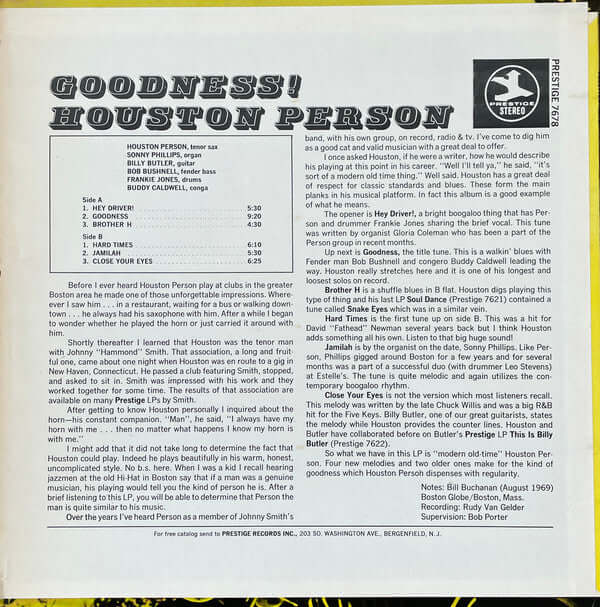 GOODNESS!
HOUSTON PERSON
PRESTIGE
STEREO
PRESTIGE 7678
HOUSTON PERSON, tenor sax
SONNY PHILLIPS, organ
BILLY BUTLER, guitar
BOB BUSHNELL, fender bass
FRANKIE JONES, drums
BUDDY CALDWELL, conga
Side A
1. HEY DRIVER! 5:30
2. GOODNESS 9:20
3. BROTHER H 4:30
Side B
1. HARD TIMES 6:10
2. JAMILAH 5:30
3. CLOSE YOUR EYES 6:25
Before I ever heard Houston Person play at clubs in the greater
Boston area he made one of those unforgettable impressions. Where-
ever I saw him . . . in a restaurant, waiting for a bus or walking down-
town . . . he always had his saxophone with him. After a while I began
to wonder whether he played the horn or just carried it around with
him.
Shortly thereafter I learned that Houston was the tenor man
with Johnny "Hammond" Smith. That association, a long and fruit-
ful one, came about one night when Houston was en route to a gig in
New Haven, Connecticut. He passed a club featuring Smith, stopped,
and asked to sit in. Smith was impressed with his work and they
worked together for some time. The results of that association are
available on many Prestige LPs by Smith.
After getting to know Houston personally I inquired about the
horn—his constant companion. "Man", he said, "I always have my
horn with me . . . then no matter what happens I know my horn is
with me."
I might add that it did not take long to determine the fact that
Houston could play. Indeed he plays beautifully in his warm, honest,
uncomplicated style. No b.s. here. When I was a kid I recall hearing
jazzmen at the old Hi-Hat in Boston say that if a man was a genuine
musician, his playing would tell you the kind of person he is. After a
brief listening to this LP, you will be able to determine that Person the
man is quite similar to his music.
Over the years I've heard Person as a member of Johnny Smith's
band, with his own group, on record, radio & tv. I've come to dig him
as a good cat and valid musician with a great deal to offer.
I once asked Houston, if he were a writer, how he would describe
his playing at this point in his career. "Well I'll tell ya," he said, "it's
sort of a modern old time thing." Well said. Houston has a great deal
of respect for classic standards and blues. These form the main
planks in his musical platform. In fact this album is a good example
of what he means.
The opener is Hey Driver!, a bright boogaloo thing that has Per-
son and drummer Frankie Jones sharing the brief vocal. This tune
was written by organist Gloria Coleman who has been a part of the
Person group in recent months.
Up next is Goodness, the title tune. This is a walkin' blues with
Fender man Bob Bushnell and congero Buddy Caldwell leading the
way. Houston really stretches here and it is one of his longest and
loosest solos on record.
Brother H is a shuffle blues in B flat. Houston digs playing this
type of thing and his last LP Soul Dance (Prestige 7621) contained a
tune called Snake Eyes which was in a similar vein.
Hard Times is the first tune up on side B. This was a hit for
David "Fathead" Newman several years back but I think Houston
adds something all his own. Listen to that big huge sound!
Jamilah is by the organist on the date, Sonny Phillips. Like Per-
son, Phillips gigged around Boston for a few years and for several
months was a part of a successful duo (with drummer Leo Stevens)
at Estelle's. The tune is quite melodic and again utilizes the con-
temporary boogaloo rhythm.
Close Your Eyes is not the version which most listeners recall.
This melody was written by the late Chuck Willis and was a big R&B
hit for the Five Keys. Billy Butler, one of our great guitarists, states
the melody while Houston provides the counter lines. Houston and
Butler have collaborated before on Butler's Prestige LP This Is Billy
Butler (Prestige 7622).
So what we have in this LP is "modern old-time" Houston Per-
son. Four new melodies and two older ones make for the kind of
goodness which Houston Person dispenses with regularity.
Notes: Bill Buchanan (August 1969)
Boston Globe/Boston, Mass.
Recording: Rudy Van Gelder
Supervision: Bob Porter
For free catalog send to PRESTIGE RECORDS INC., 203 SO. WASHINGTON AVE., BERGENFIELD, N. J.